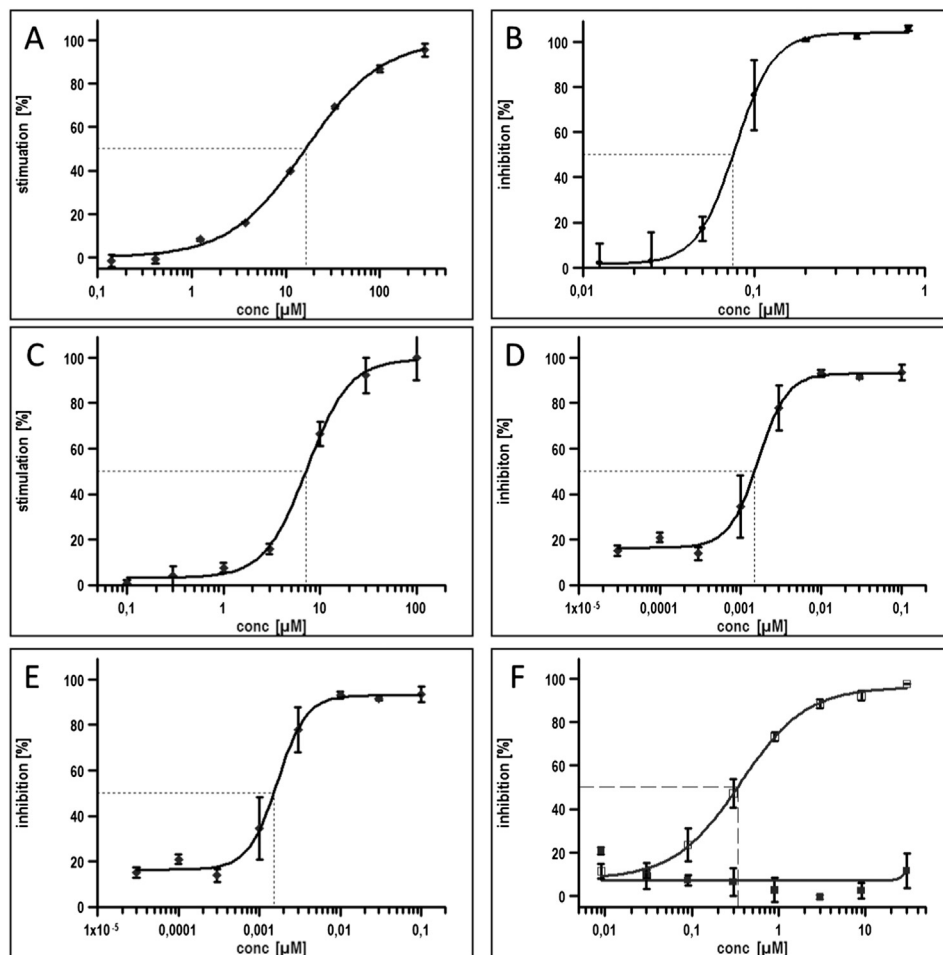 A
stimuation [%]
100
80
60
40
20
0
0,1 1 10 100
conc [µM]
B
inhibition [%]
100
80
60
40
20
0
0,01 0,1 1
conc [µM]
C
stimulation [%]
100
80
60
40
20
0
0,1 1 10 100
conc [µM]
D
inhibiton [%]
100
80
60
40
20
0
1x10-5 0,0001 0,001 0,01 0,1
conc [µM]
E
inhibition [%]
100
80
60
40
20
0
1x10-5 0,0001 0,001 0,01 0,1
conc [µM]
F
inhibition [%]
100
80
60
40
20
0
0,01 0,1 1 10
conc [µM]